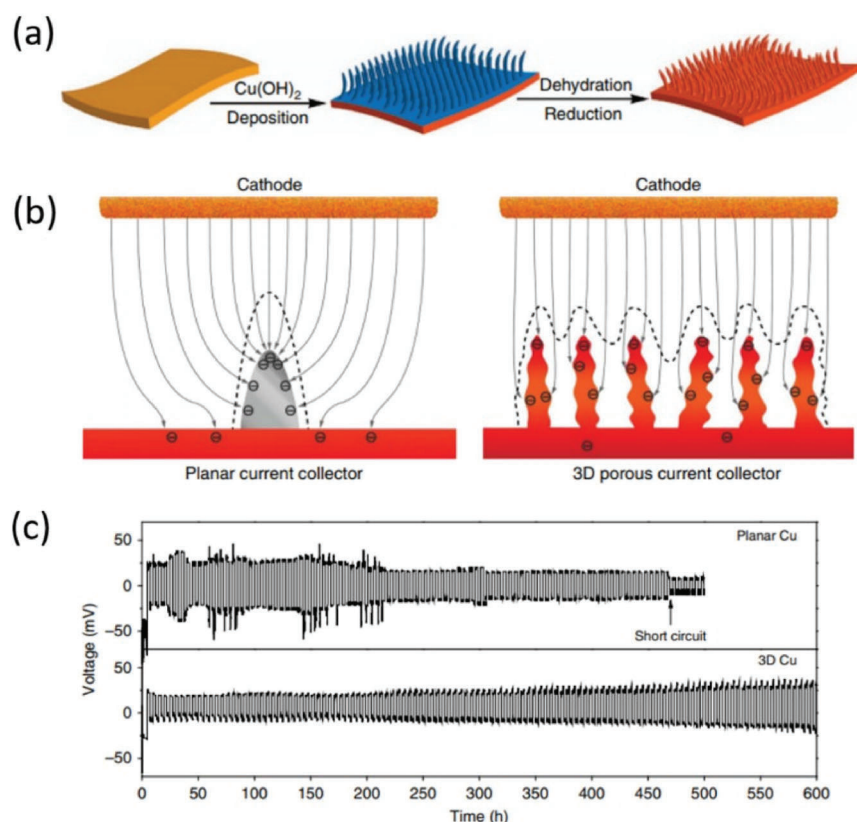 (a)
Cu(OH)2
Deposition
Dehydration
Reduction
(b)
Cathode
Cathode
Planar current collector
3D porous current collector
(c)
Planar Cu
50
0
−50
Short circuit
3D Cu
50
0
−50
Voltage (mV)
0 50 100 150 200 250 300 350 400 450 500 550 600
Time (h)